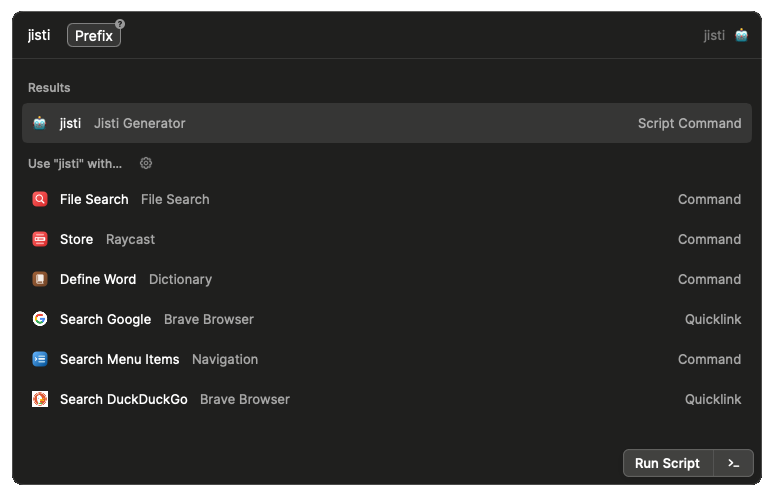 jisti Prefix ? jisti
Results
jisti Jisti Generator Script Command
Use "jisti" with...
File Search File Search Command
Store Raycast Command
Define Word Dictionary Command
Search Google Brave Browser Quicklink
Search Menu Items Navigation Command
Search DuckDuckGo Brave Browser Quicklink
Run Script >_